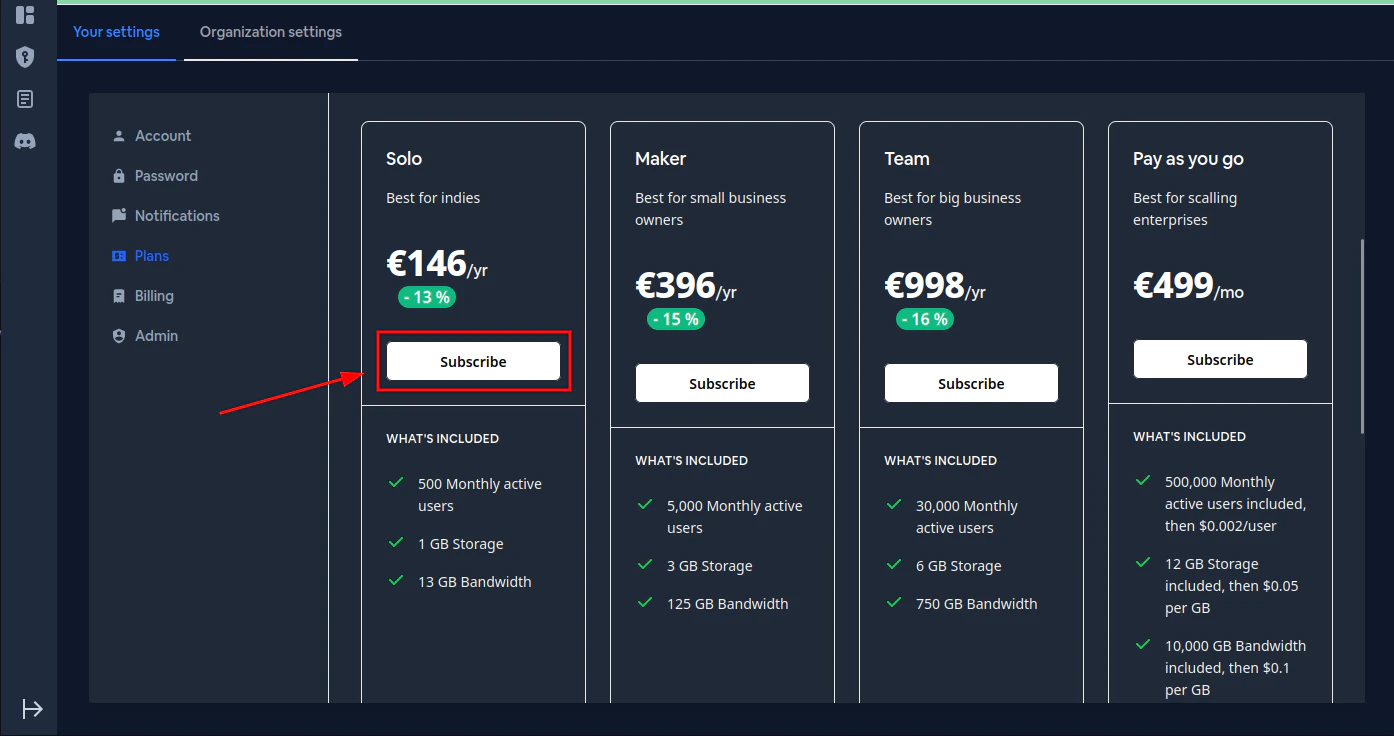 Your settings
Organization settings
Account
Password
Notifications
Plans
Billing
Admin
Solo
Best for indies
€146/yr
- 13 %
Subscribe
WHAT'S INCLUDED
500 Monthly active
users
1 GB Storage
13 GB Bandwidth
Maker
Best for small business
owners
€396/yr
- 15 %
Subscribe
WHAT'S INCLUDED
5,000 Monthly active
users
3 GB Storage
125 GB Bandwidth
Team
Best for big business
owners
€998/yr
- 16 %
Subscribe
WHAT'S INCLUDED
30,000 Monthly
active users
6 GB Storage
750 GB Bandwidth
Pay as you go
Best for scalling
enterprises
€499/mo
Subscribe
WHAT'S INCLUDED
500,000 Monthly
active users included,
then $0.002/user
12 GB Storage
included, then $0.05
per GB
10,000 GB Bandwidth
included, then $0.1
per GB